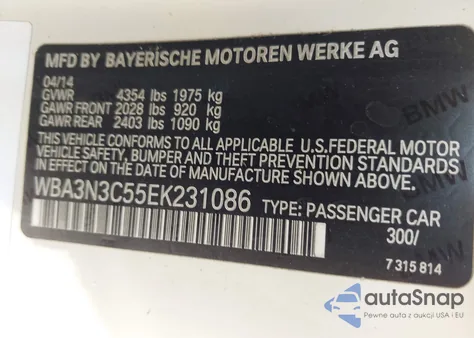 MFD BY BAYERISCHE MOTOREN WERKE AG
04/14
GVWR 4354 lbs 1975 kg
GAWR FRONT 2028 lbs 920 kg
GAWR REAR 2403 lbs 1090 kg
THIS VEHICLE CONFORMS TO ALL APPLICABLE U.S.FEDERAL MOTOR
VEHICLE SAFETY, BUMPER, AND THEFT PREVENTION STANDARDS
IN EFFECT ON THE DATE OF MANUFACTURE SHOWN ABOVE.
WBA3N3C55EK231086 TYPE: PASSENGER CAR
300/
7 315 814
BMW
BMW
autaSnap
Pewne auta z aukcji USA i EU